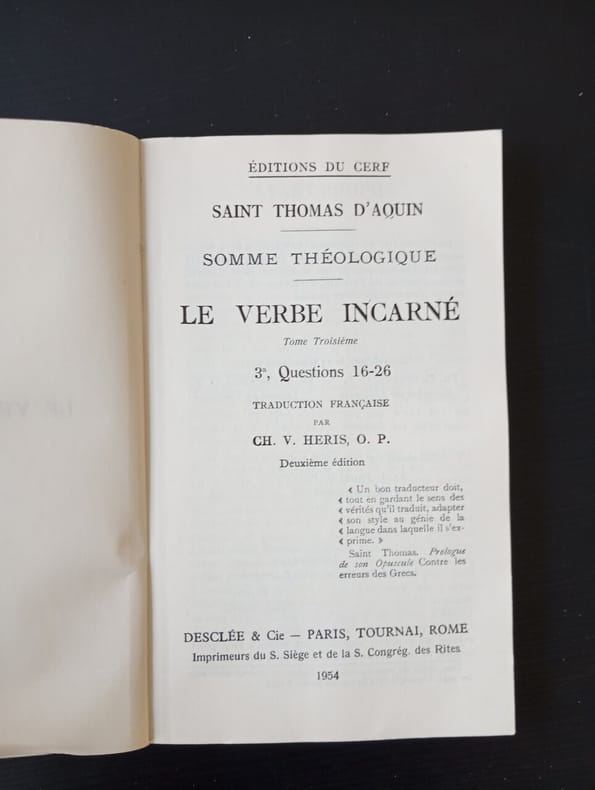 ÉDITIONS DU CERF
SAINT THOMAS D'AQUIN
SOMME THÉOLOGIQUE
LE VERBE INCARNÉ
Tome Troisième
3ª, Questions 16-26
TRADUCTION FRANÇAISE
PAR
CH. V. HERIS, O. P.
Deuxième édition
« Un bon traducteur doit,
« tout en gardant le sens des
« vérités qu'il traduit, adapter
« son style au génie de la
« langue dans laquelle il s'ex-
« prime. »
Saint Thomas. Prologue
de son Opuscule Contre les
erreurs des Grecs.
DESCLÉE & Cie — PARIS, TOURNAI, ROME
Imprimeurs du S. Siège et de la S. Congrég. des Rites
1954